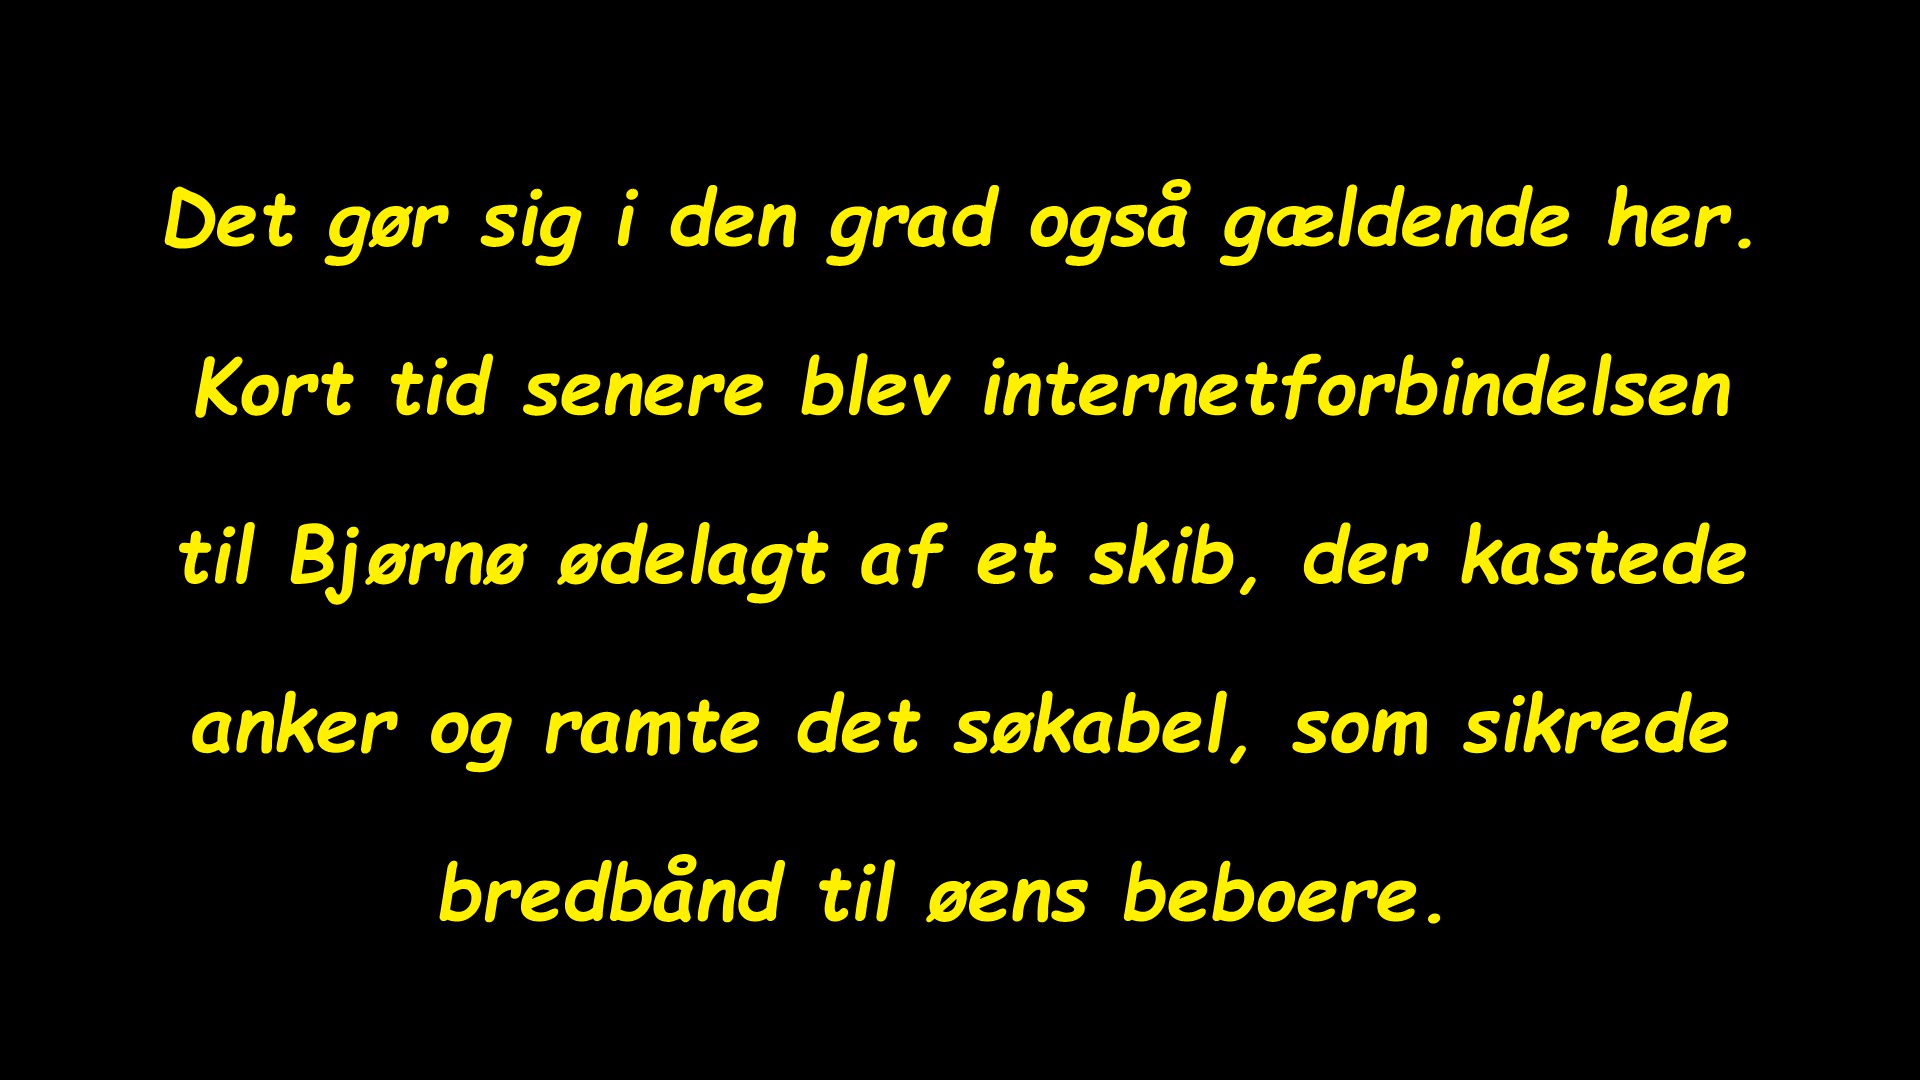 Det gør sig i den grad også gældende her.
Kort tid senere blev internetforbindelsen
til Bjørnø ødelagt af et skib, der kastede
anker og ramte det søkabel, som sikrede
bredbånd til øens beboere.